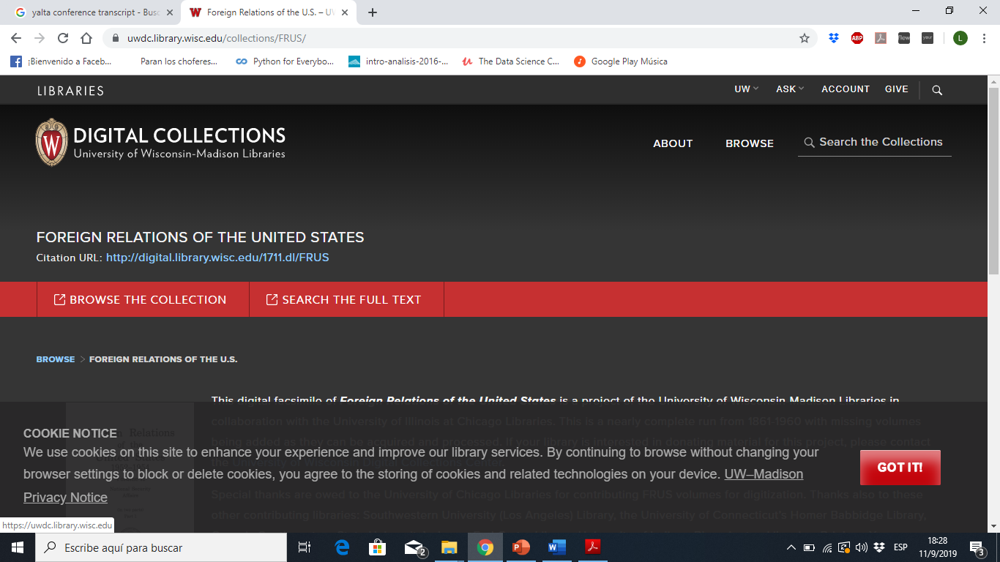 yalta conference transcript - Busc
Foreign Relations of the U.S. – UW
uwdc.library.wisc.edu/collections/FRUS/
ABP
flow
your
L
¡Bienvenido a Faceb...
Paran los choferes...
Python for Everybo...
intro-analisis-2016-...
The Data Science C...
Google Play Música
LIBRARIES
UW
ASK
ACCOUNT
GIVE
W
DIGITAL COLLECTIONS
University of Wisconsin-Madison Libraries
ABOUT
BROWSE
Search the Collections
FOREIGN RELATIONS OF THE UNITED STATES
Citation URL: http://digital.library.wisc.edu/1711.dl/FRUS
BROWSE THE COLLECTION
SEARCH THE FULL TEXT
BROWSE > FOREIGN RELATIONS OF THE U.S.
This digital facsimile of Foreign Relations of the United States is a project of the University of Wisconsin-Madison Libraries in
collaboration with the University of Illinois at Chicago Libraries. This is a nearly complete run from 1861-1960 with missing volumes
being added as they can be acquired and processed. If your library is interested in donating material for this project, please contact
the University of Wisconsin Digital Collections Center.
Special thanks are owed to the University of Chicago Libraries for contributing FRUS volumes for digitization. Thanks also to these
other contributing libraries: Southwestern University (Los Angeles) Library, the University of Connecticut's Homer Babbidge Library,
Relations
of the
COOKIE NOTICE
We use cookies on this site to enhance your experience and improve our library services. By continuing to browse without changing your
browser settings to block or delete cookies, you agree to the storing of cookies and related technologies on your device. UW–Madison
Privacy Notice
GOT IT!
https://uwdc.library.wisc.edu
Escribe aquí para buscar
2
ESP
18:28
11/9/2019
3